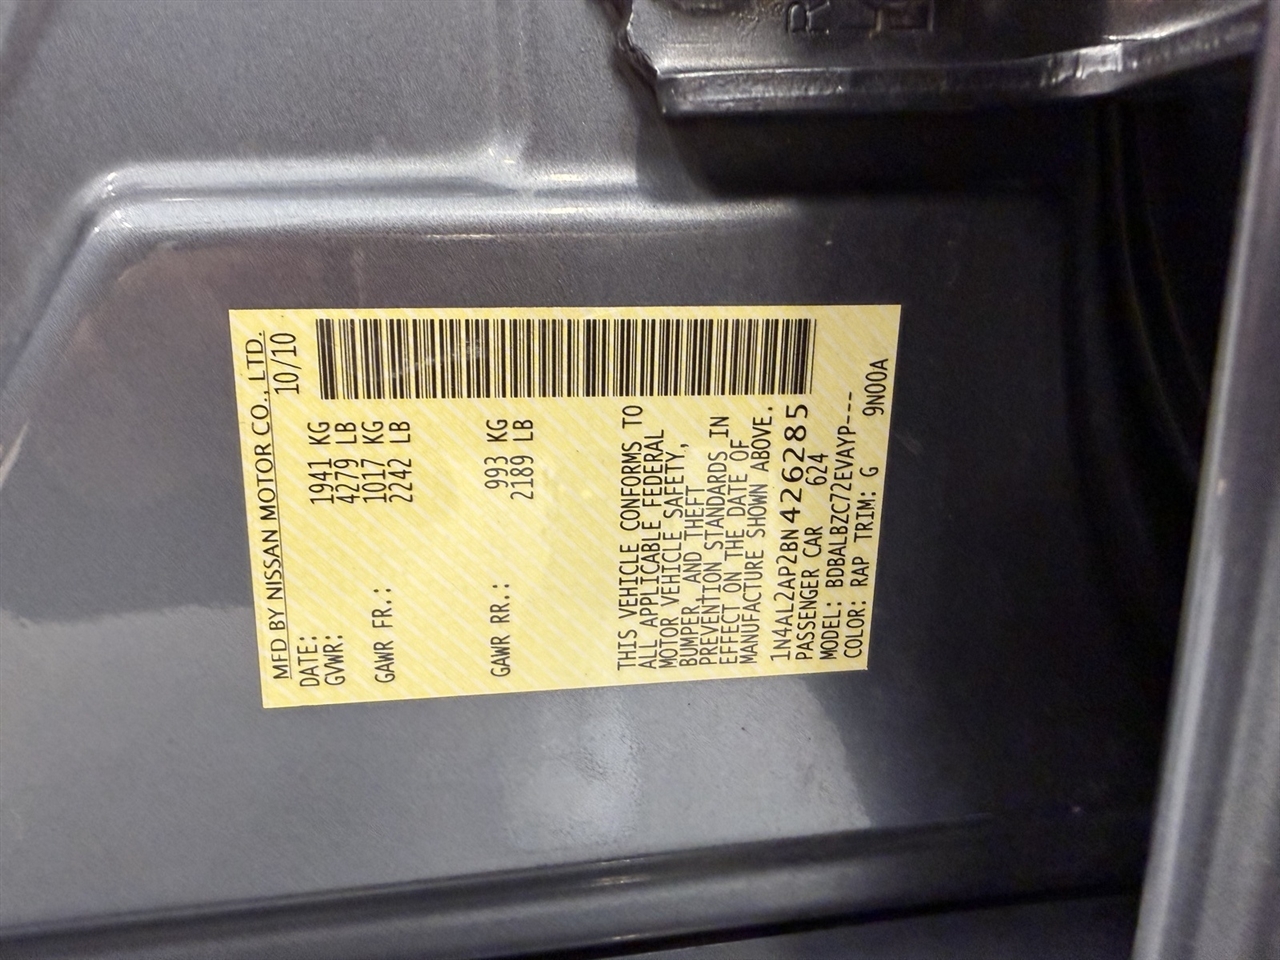 MFD BY NISSAN MOTOR CO., LTD.
DATE: 10/10
GVWR: 1941 KG
4279 LB
GAWR FR.: 1017 KG
2242 LB
GAWR RR.: 993 KG
2189 LB
THIS VEHICLE CONFORMS TO
ALL APPLICABLE FEDERAL
MOTOR VEHICLE SAFETY,
BUMPER, AND THEFT
PREVENTION STANDARDS IN
EFFECT ON THE DATE OF
MANUFACTURE SHOWN ABOVE.
1N4AL2AP2BN426285
PASSENGER CAR 624
MODEL: BDBALBZC72EVAYP---
COLOR: RAP TRIM: G 9N00A